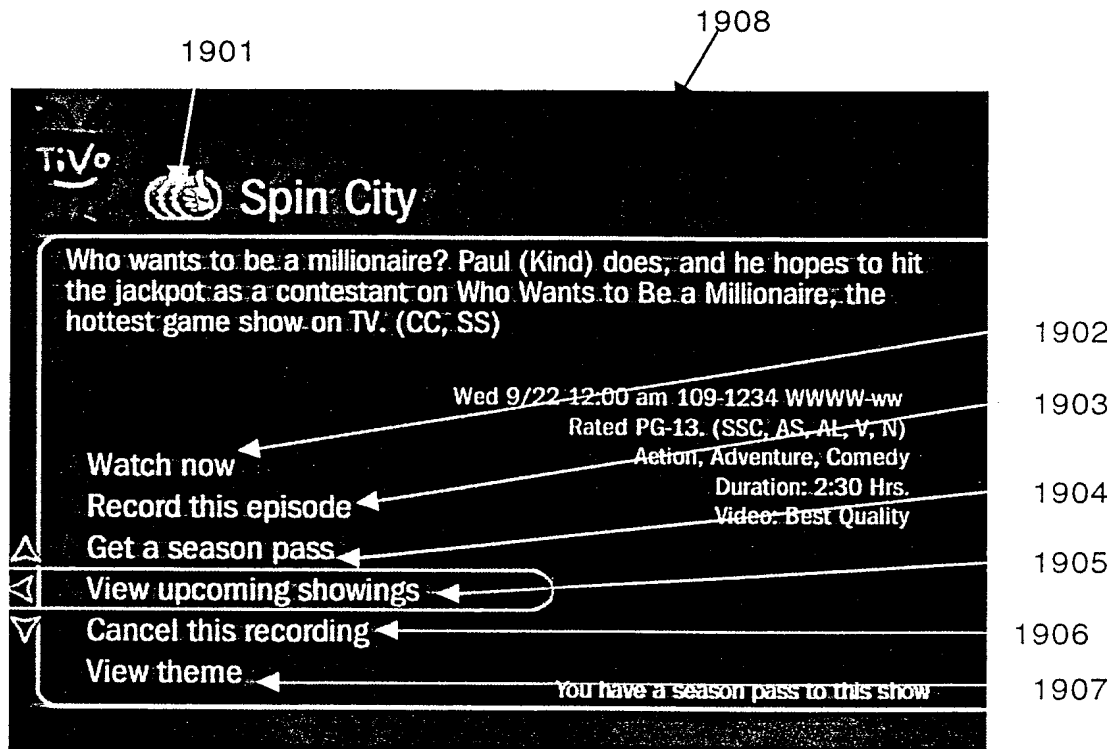 1908
1901
TiVo
Spin City
Who wants to be a millionaire? Paul (Kind) does, and he hopes to hit
the jackpot as a contestant on Who Wants to Be a Millionaire, the
hottest game show on TV. (CC, SS)
1902
Wed 9/22 12:00 am 109-1234 WWWW-ww
1903
Rated PG-13. (SSC, AS, AL, V, N)
Watch now
Action, Adventure, Comedy
Record this episode
Duration: 2:30 Hrs.
1904
Video: Best Quality
Get a season pass
1905
View upcoming showings
Cancel this recording
1906
View theme
You have a season pass to this show
1907